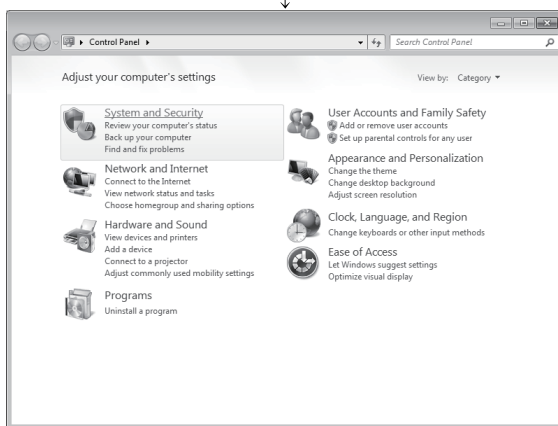 Control Panel
Search Control Panel
Adjust your computer's settings
View by: Category
System and Security
Review your computer's status
Back up your computer
Find and fix problems
Network and Internet
Connect to the Internet
View network status and tasks
Choose homegroup and sharing options
Hardware and Sound
View devices and printers
Add a device
Connect to a projector
Adjust commonly used mobility settings
Programs
Uninstall a program
User Accounts and Family Safety
Add or remove user accounts
Set up parental controls for any user
Appearance and Personalization
Change the theme
Change desktop background
Adjust screen resolution
Clock, Language, and Region
Change keyboards or other input methods
Ease of Access
Let Windows suggest settings
Optimize visual display